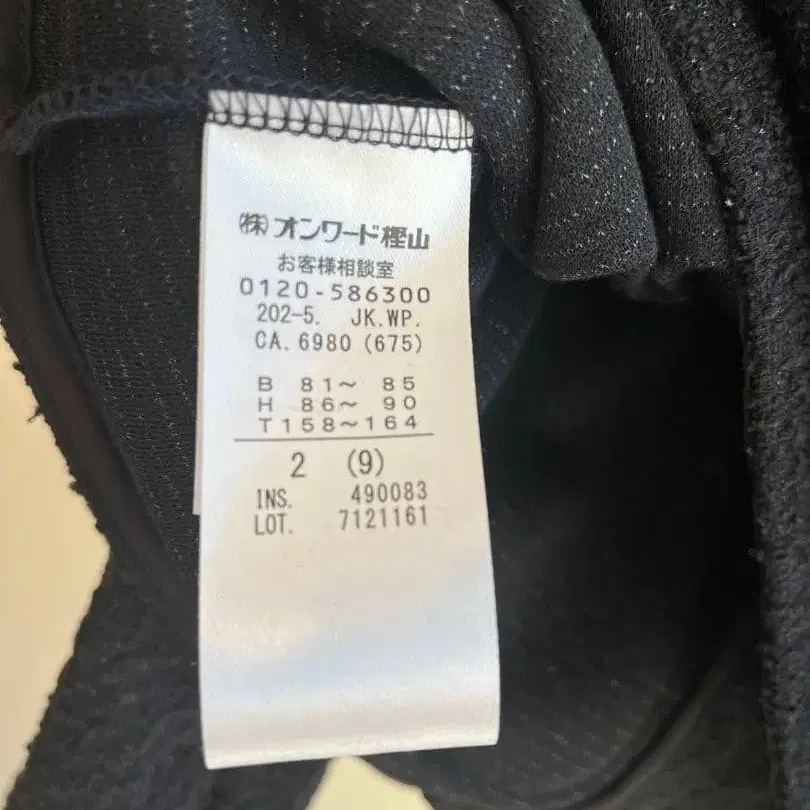 ㈱オンワード樫山
お客様相談室
0120-586300
202-5. JK.WP.
CA. 6980 (675)
B 81～ 85
H 86～ 90
T158～164
2 (9)
INS. 490083
LOT. 7121161